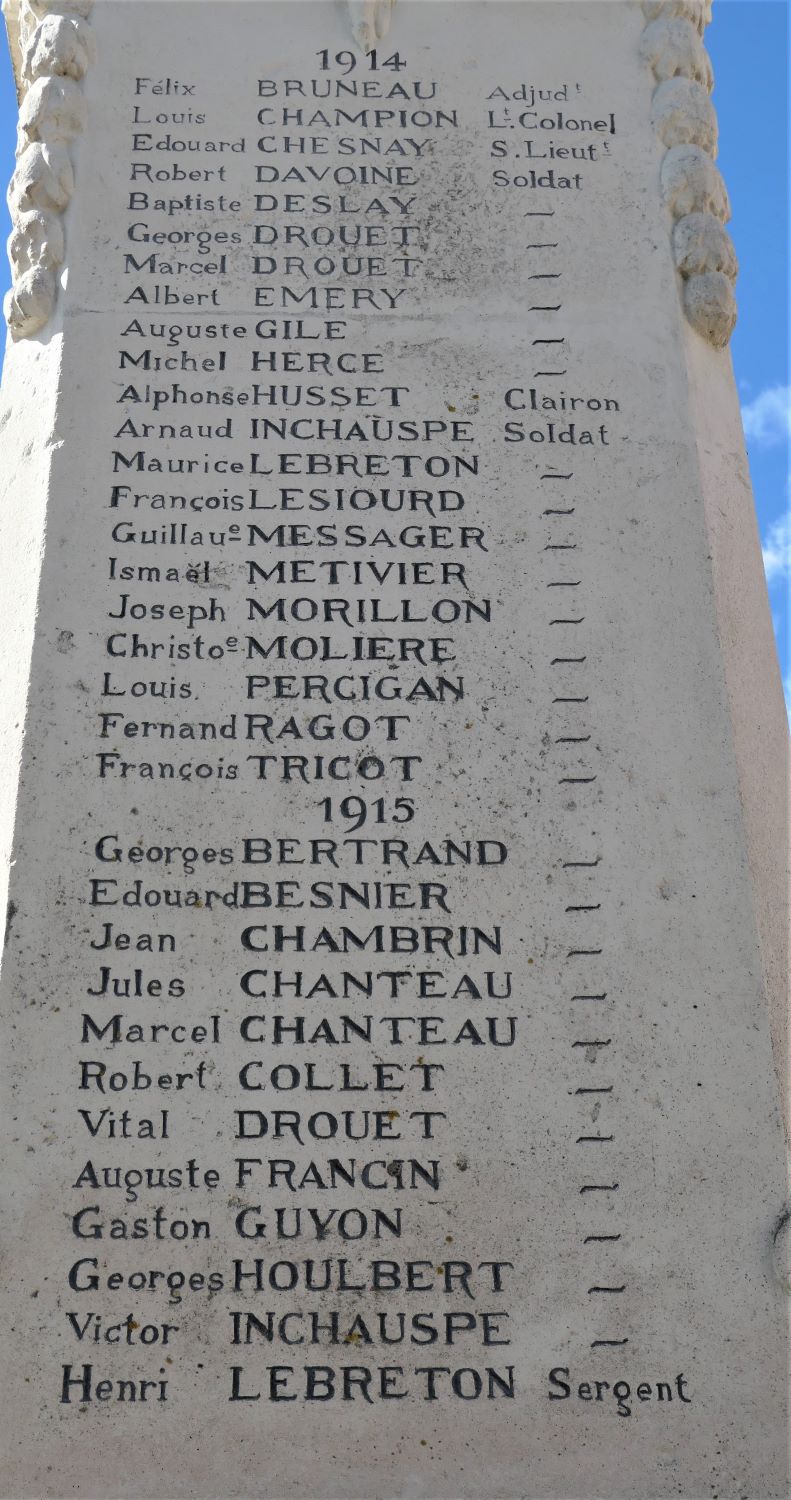 1914
Félix BRUNEAU Adjudt
Louis CHAMPION Lt.Colonel
Edouard CHESNAY S.Lieutt
Robert DAVOINE Soldat
Baptiste DESLAY —
Georges DROUET —
Marcel DROUET —
Albert EMERY —
Auguste GILE —
Michel HERCE —
Alphonse HUSSET Clairon
Arnaud INCHAUSPE Soldat
Maurice LEBRETON —
François LESIOURD —
Guillaue MESSAGER —
Ismaël METIVIER —
Joseph MORILLON —
Christoe MOLIERE —
Louis PERCIGAN —
Fernand RAGOT —
François TRICOT —
1915
Georges BERTRAND —
Edouard BESNIER —
Jean CHAMBRIN —
Jules CHANTEAU —
Marcel CHANTEAU —
Robert COLLET —
Vital DROUET —
Auguste FRANCIN —
Gaston GUYON —
Georges HOULBERT —
Victor INCHAUSPE —
Henri LEBRETON Sergent